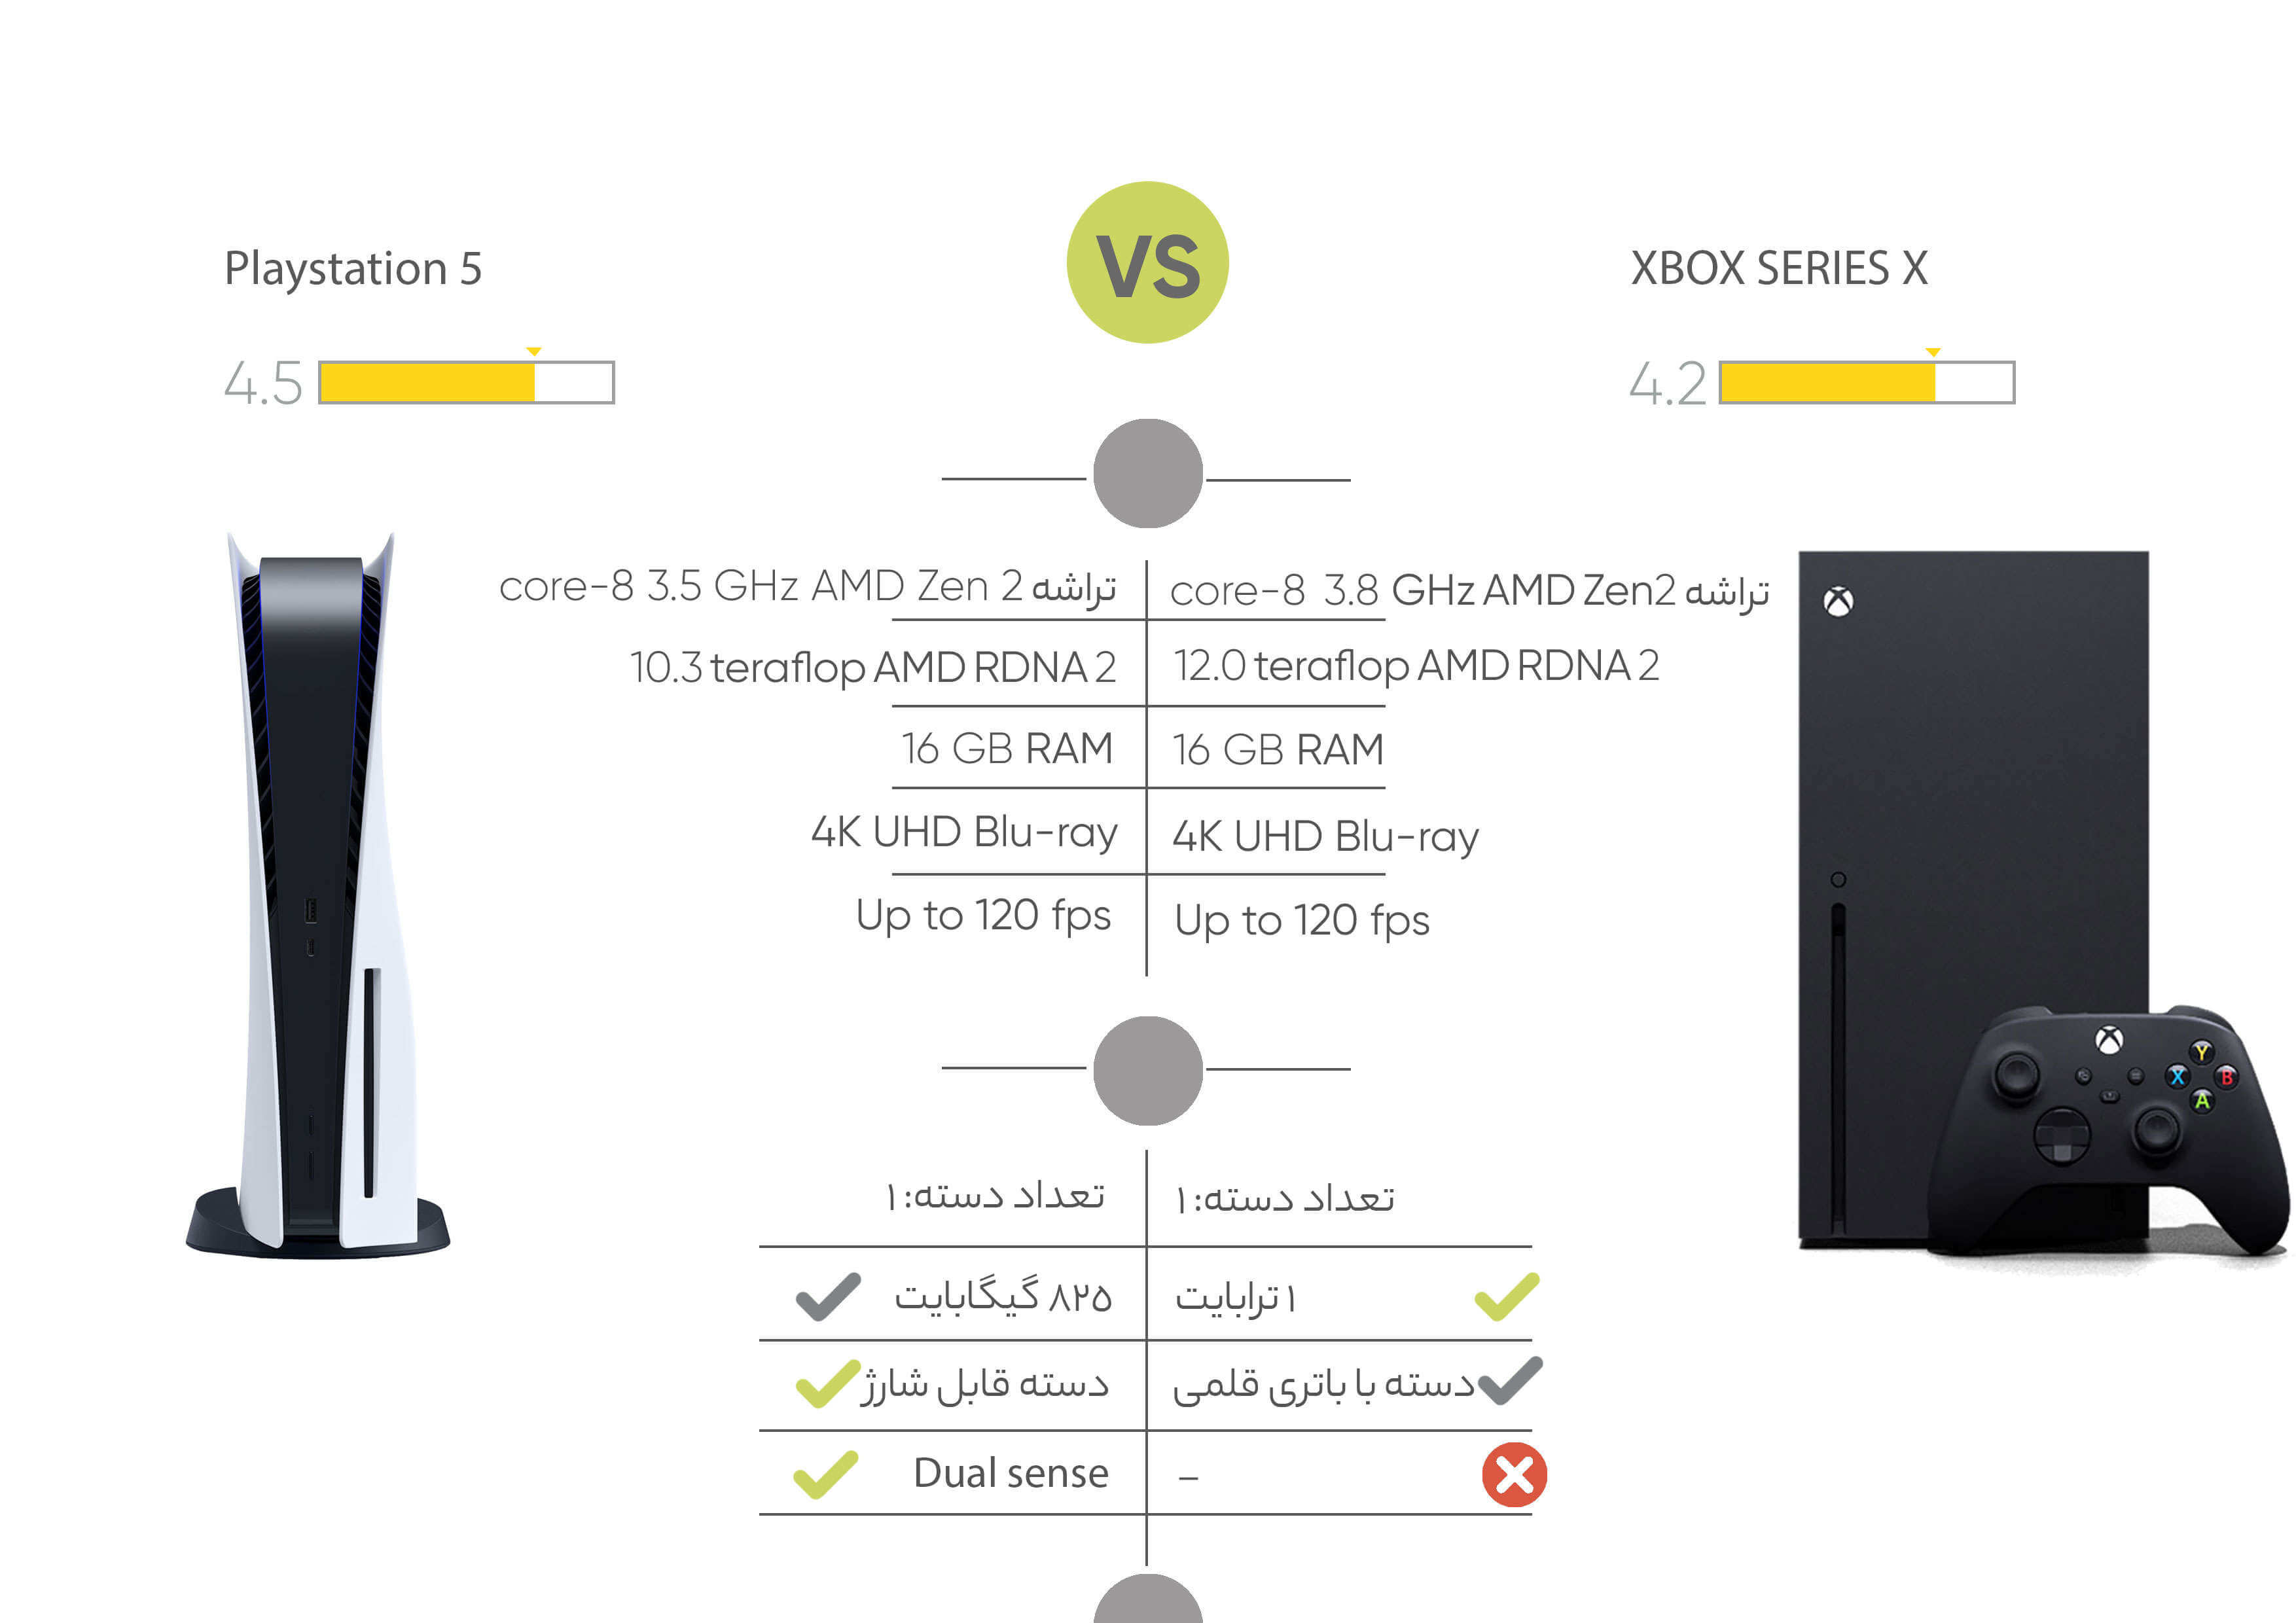 VS
Playstation 5
XBOX SERIES X
4.5
4.2
core-8 3.5 GHz AMD Zen 2 تراشه
core-8 3.8 GHz AMD Zen2 تراشه
10.3 teraflop AMD RDNA 2
12.0 teraflop AMD RDNA 2
16 GB RAM
16 GB RAM
4K UHD Blu-ray
4K UHD Blu-ray
Up to 120 fps
Up to 120 fps
تعداد دسته: ۱
تعداد دسته: ۱
۸۲۵ گیگابایت
۱ ترابایت
دسته قابل شارژ
دسته با باتری قلمی
Dual sense
–
Y
X
B
A